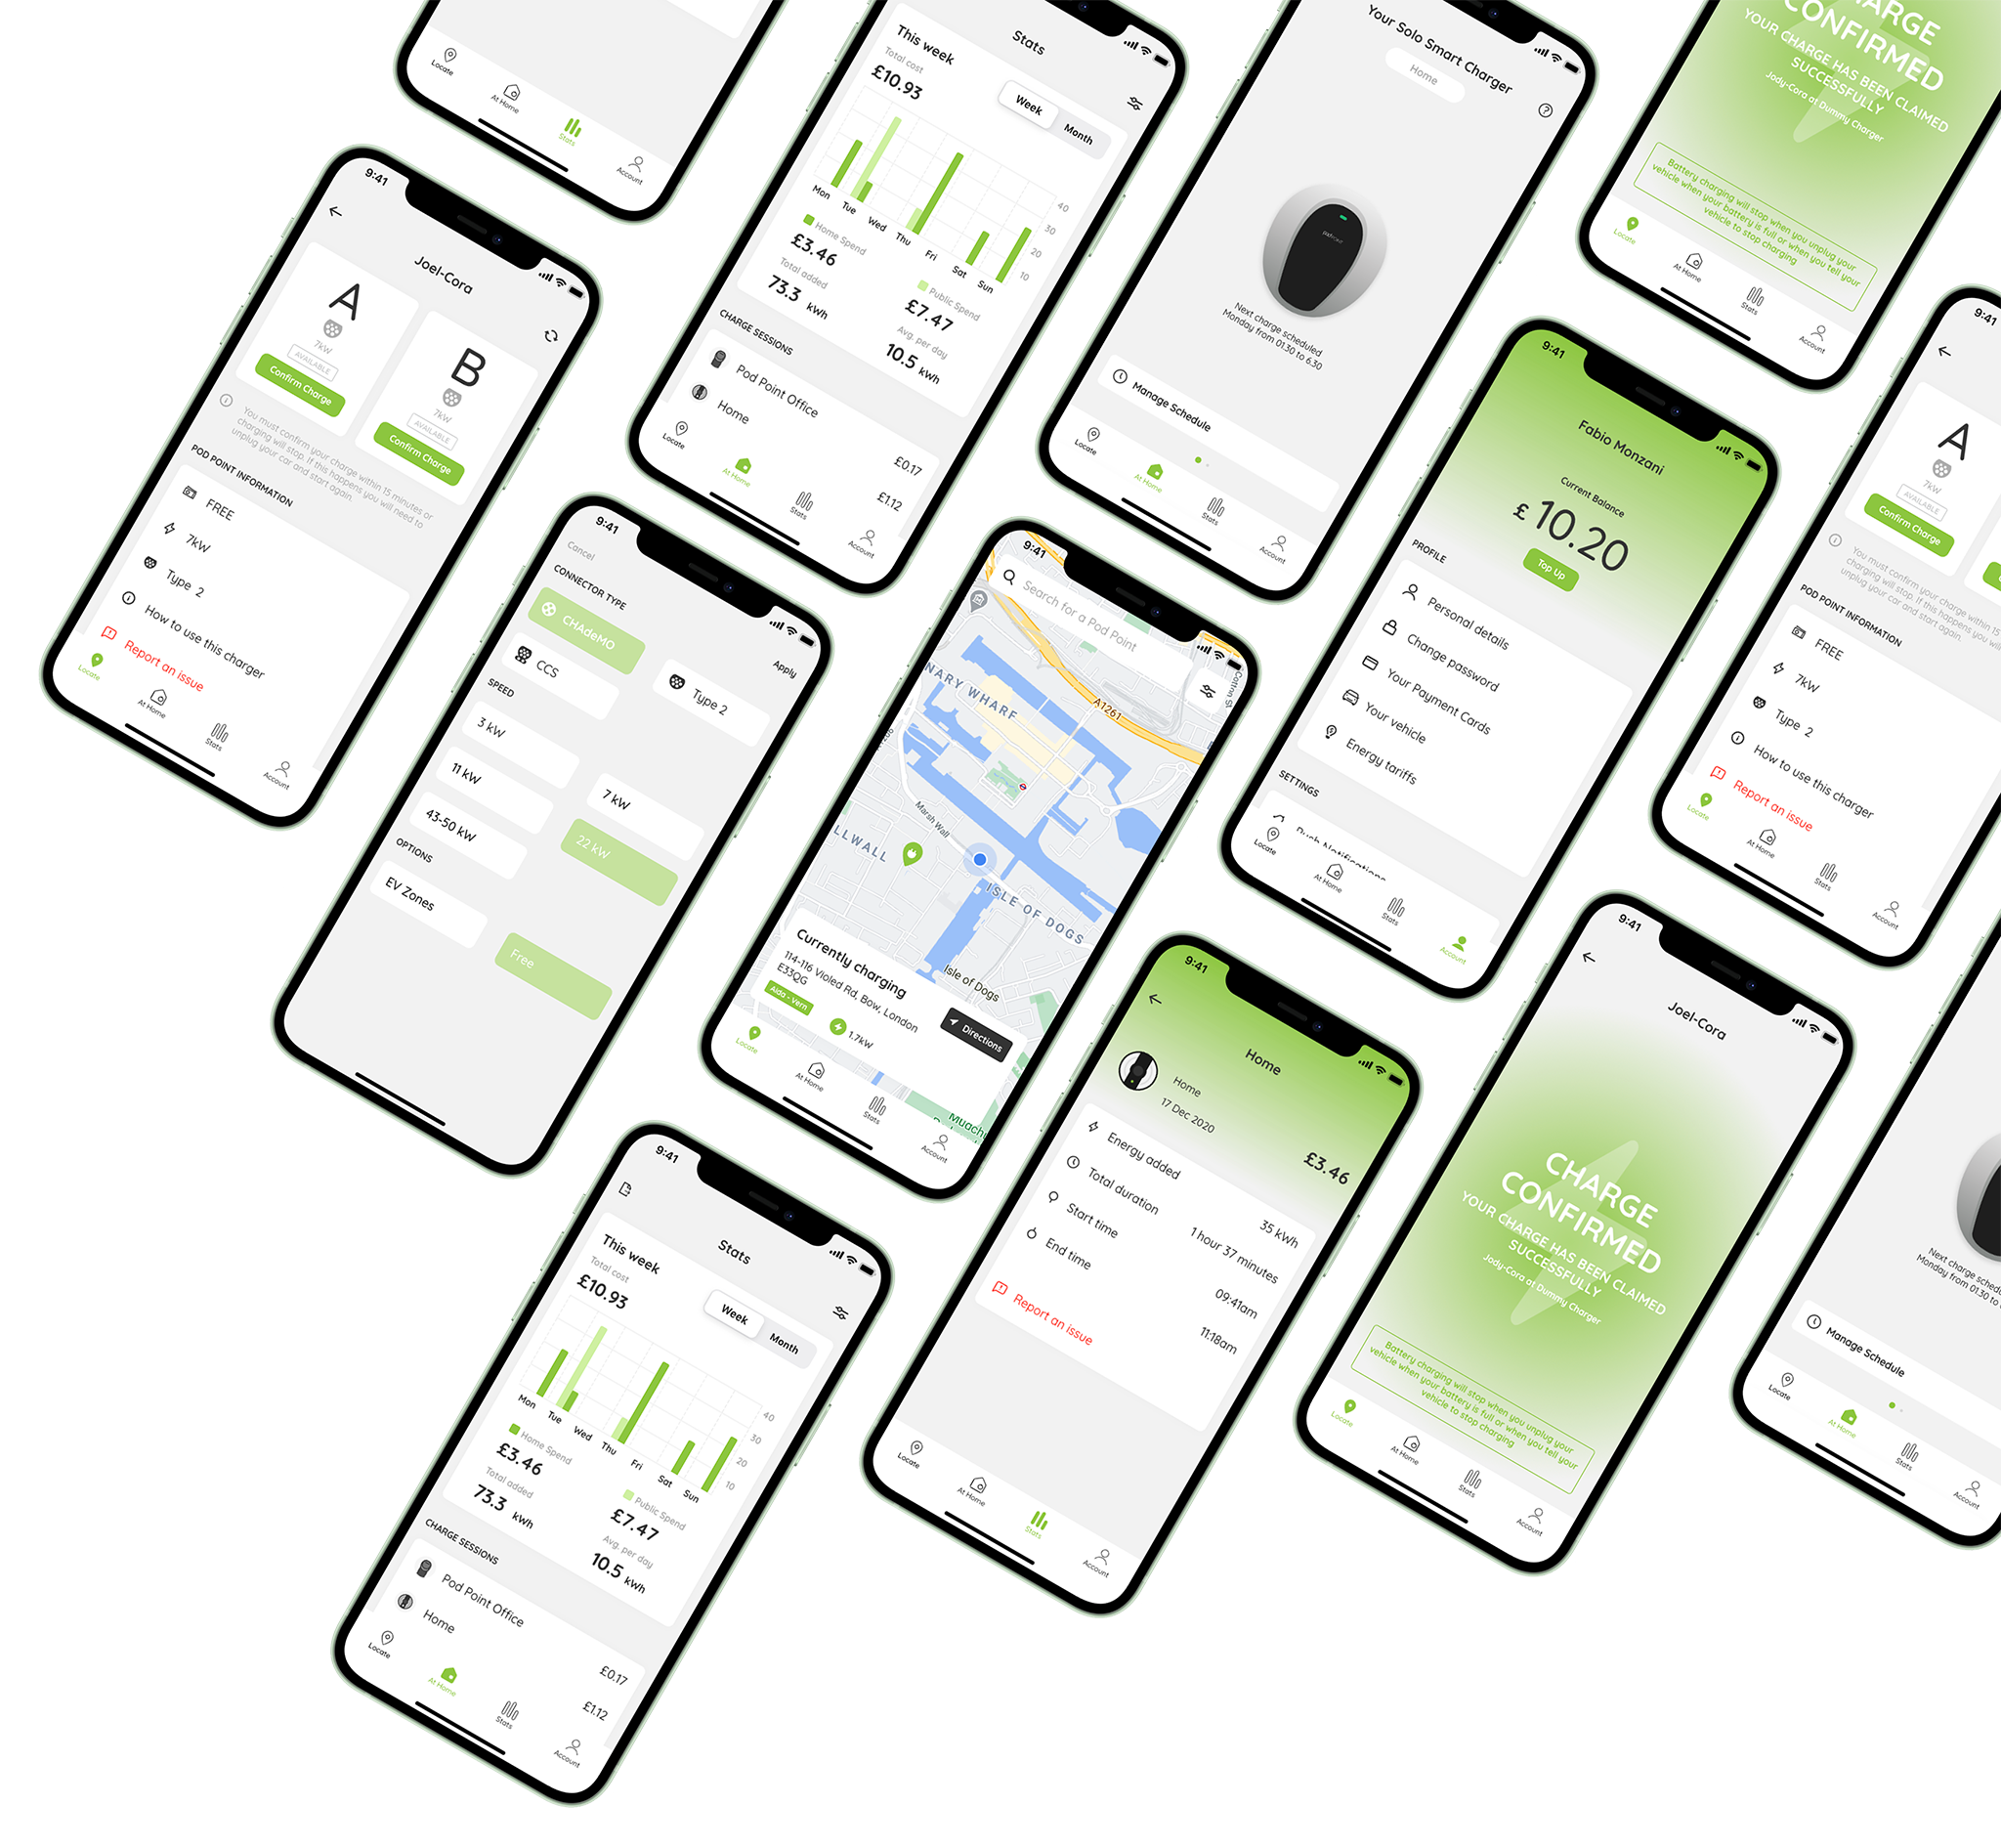 Locate
At Home
Stats
Account
Stats
This week
Total cost
£10.93
Week
Month
40
30
20
10
Mon
Tue
Wed
Thu
Fri
Sat
Sun
Home Spend
£3.46
Public Spend
£7.47
Total added
73.3 kWh
Avg. per day
10.5 kWh
CHARGE SESSIONS
Pod Point Office
£0.17
Home
£1.12
Locate
At Home
Stats
Account
Your Solo Smart Charger
Home
Next charge scheduled
Monday from 01.30 to 6.30
Manage Schedule
Locate
At Home
Stats
Account
CONFIRMED
YOUR CHARGE HAS BEEN CLAIMED
SUCCESSFULLY
Jody-Cora at Dummy Charger
Battery charging will stop when you unplug your
vehicle when your battery is full or when you tell your
vehicle to stop charging
Locate
At Home
Stats
Account
9:41
Joel-Cora
A
7kW
AVAILABLE
Confirm Charge
B
7kW
AVAILABLE
Confirm Charge
You must confirm your charge within 15 minutes or
charging will stop. If this happens you will need to
unplug your car and start again.
POD POINT INFORMATION
FREE
7kW
Type 2
How to use this charger
Report an issue
Locate
At Home
Stats
Account
9:41
Cancel
Apply
CONNECTOR TYPE
CHAdeMO
Type 2
CCS
SPEED
3 kW
7 kW
11 kW
22 kW
43-50 kW
OPTIONS
EV Zones
Free
9:41
Search for a Pod Point
Cotton St
A1261
NARY WHARF
Marsh Wall
LLWALL
ISLE OF DOGS
Isle of Dogs
Currently charging
114-116 Violed Rd, Bow, London
E33QG
Aida - Vern
1.7kW
Directions
Locate
At Home
Stats
Account
9:41
Fabio Monzani
Current Balance
£ 10.20
Top Up
PROFILE
Personal details
Change password
Your Payment Cards
Your vehicle
Energy tariffs
SETTINGS
Push Notifications
Locate
At Home
Stats
Account
9:41
A
7kW
AVAILABLE
Confirm Charge
You must confirm your charge within 15
charging will stop. If this happens you
unplug your car and start again.
POD POINT INFORMATION
FREE
7kW
Type 2
How to use this charger
Report an issue
Locate
At Home
Stats
Account
9:41
Stats
This week
Total cost
£10.93
Week
Month
40
30
20
10
Mon
Tue
Wed
Thu
Fri
Sat
Sun
Home Spend
£3.46
Public Spend
£7.47
Total added
73.3 kWh
Avg. per day
10.5 kWh
CHARGE SESSIONS
Pod Point Office
£0.17
Home
£1.12
Locate
At Home
Stats
Account
9:41
Home
Home
17 Dec 2020
£3.46
Energy added
35 kWh
Total duration
1 hour 37 minutes
Start time
09:41am
End time
11:18am
Report an issue
Locate
At Home
Stats
Account
9:41
Joel-Cora
CHARGE
CONFIRMED
YOUR CHARGE HAS BEEN CLAIMED
SUCCESSFULLY
Jody-Cora at Dummy Charger
Battery charging will stop when you unplug your
vehicle when your battery is full or when you tell your
vehicle to stop charging
Locate
At Home
Stats
Account
Next charge
Monday from 01.30 to
Manage Schedule
Locate
At Home
Stats
Account